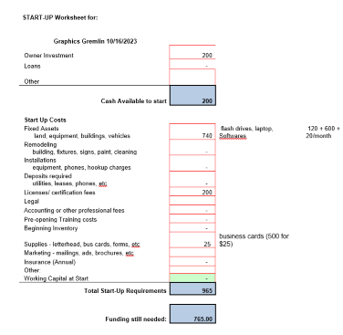 START-UP Worksheet for:
Graphics Gremlin 10/16/2023
Owner Investment 200
Loans -
Other
Cash Available to start 200
Start Up Costs
Fixed Assets flash drives, laptop, 120 + 600 +
land, equipment, buildings, vehicles 740 Softwares 20/month
Remodeling
building, fixtures, signs, paint, cleaning -
Installations
equipment, phones, hookup charges -
Deposits required
utilities, leases, phones, etc -
Licenses/ certification fees 200
Legal
Accounting or other professional fees -
Pre-opening Training costs -
Beginning Inventory -
business cards (500 for
Supplies - letterhead, bus cards, forms, etc 25 $25)
Marketing - mailings, ads, brochures, etc -
Insurance (Annual) -
Other
Working Capital at Start -
Total Start-Up Requirements 965
Funding still needed: 765.00